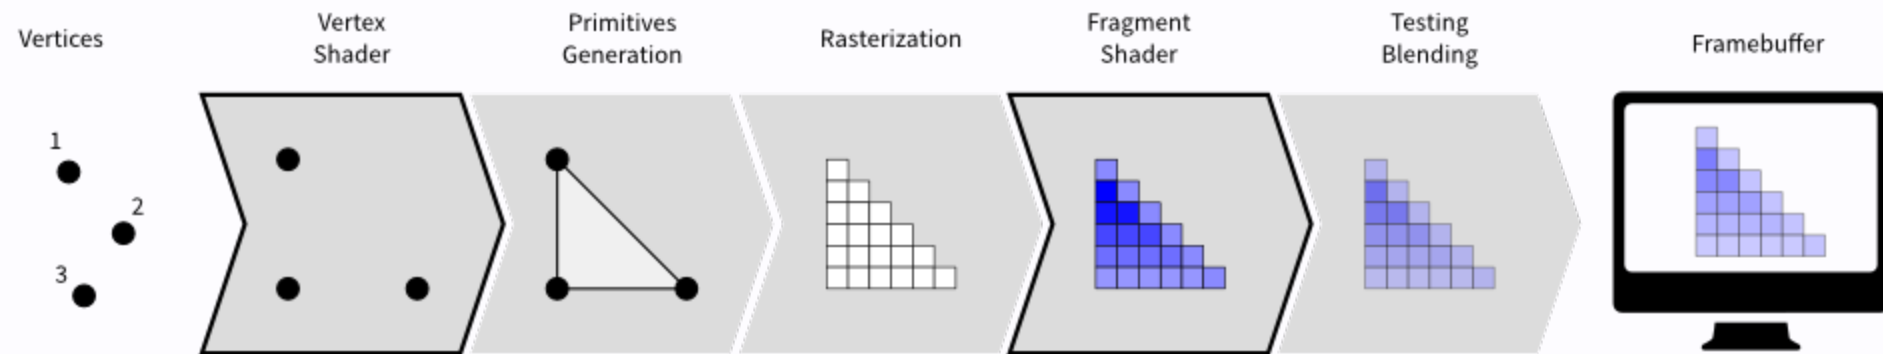 Vertices
Vertex
Shader
Primitives
Generation
Rasterization
Fragment
Shader
Testing
Blending
Framebuffer
1
2
3